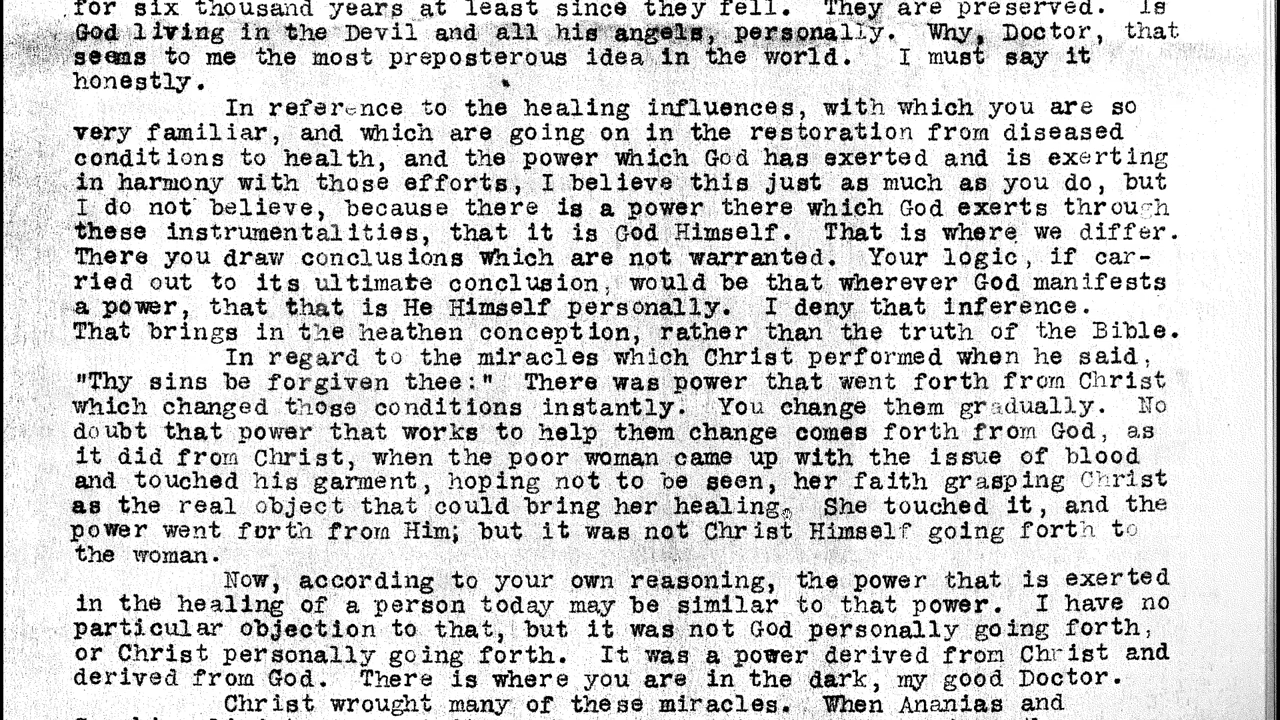 for six thousand years at least since they fell. They are preserved. Is
God living in the Devil and all his angels, personally. Why, Doctor, that
seems to me the most preposterous idea in the world. I must say it
honestly.
In reference to the healing influences, with which you are so
very familiar, and which are going on in the restoration from diseased
conditions to health, and the power which God has exerted and is exerting
in harmony with those efforts, I believe this just as much as you do, but
I do not believe, because there is a power there which God exerts through
these instrumentalities, that it is God Himself. That is where we differ.
There you draw conclusions which are not warranted. Your logic, if car-
ried out to its ultimate conclusion, would be that wherever God manifests
a power, that that is He Himself personally. I deny that inference.
That brings in the heathen conception, rather than the truth of the Bible.
In regard to the miracles which Christ performed when he said,
"Thy sins be forgiven thee:" There was power that went forth from Christ
which changed those conditions instantly. You change them gradually. No
doubt that power that works to help them change comes forth from God, as
it did from Christ, when the poor woman came up with the issue of blood
and touched his garment, hoping not to be seen, her faith grasping Christ
as the real object that could bring her healing. She touched it, and the
power went forth from Him; but it was not Christ Himself going forth to
the woman.
Now, according to your own reasoning, the power that is exerted
in the healing of a person today may be similar to that power. I have no
particular objection to that, but it was not God personally going forth,
or Christ personally going forth. It was a power derived from Christ and
derived from God. There is where you are in the dark, my good Doctor.
Christ wrought many of these miracles. When Ananias and